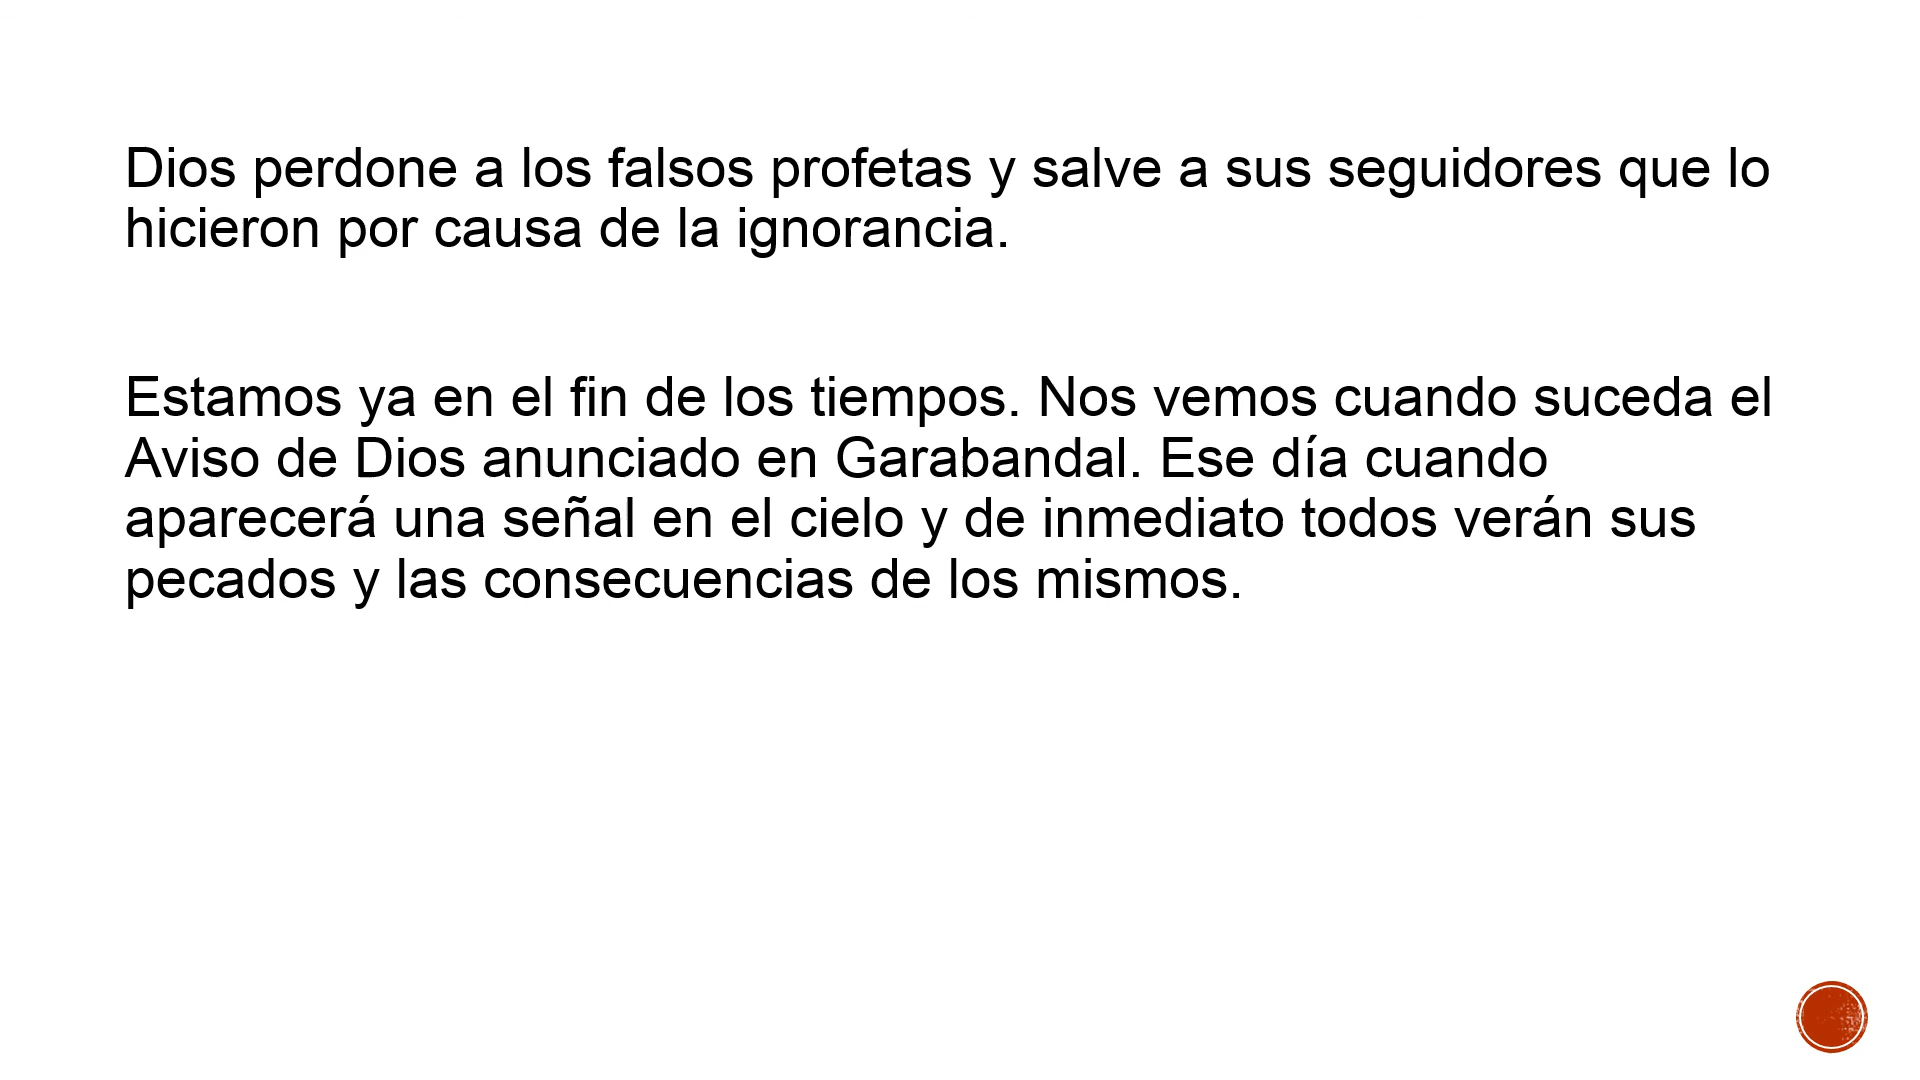 Dios perdone a los falsos profetas y salve a sus seguidores que lo
hicieron por causa de la ignorancia.
Estamos ya en el fin de los tiempos. Nos vemos cuando suceda el
Aviso de Dios anunciado en Garabandal. Ese día cuando
aparecerá una señal en el cielo y de inmediato todos verán sus
pecados y las consecuencias de los mismos.